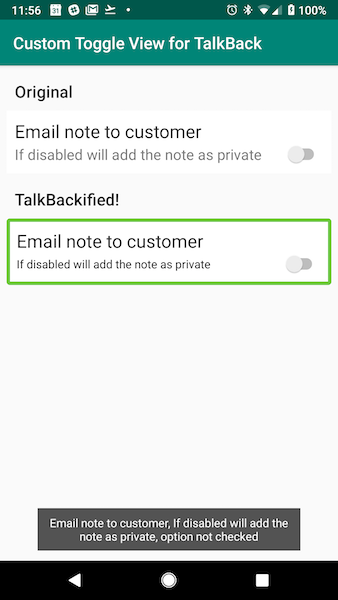 11:56 31 100%
Custom Toggle View for TalkBack
Original
Email note to customer
If disabled will add the note as private
TalkBackified!
Email note to customer
If disabled will add the note as private
Email note to customer, If disabled will add the
note as private, option not checked